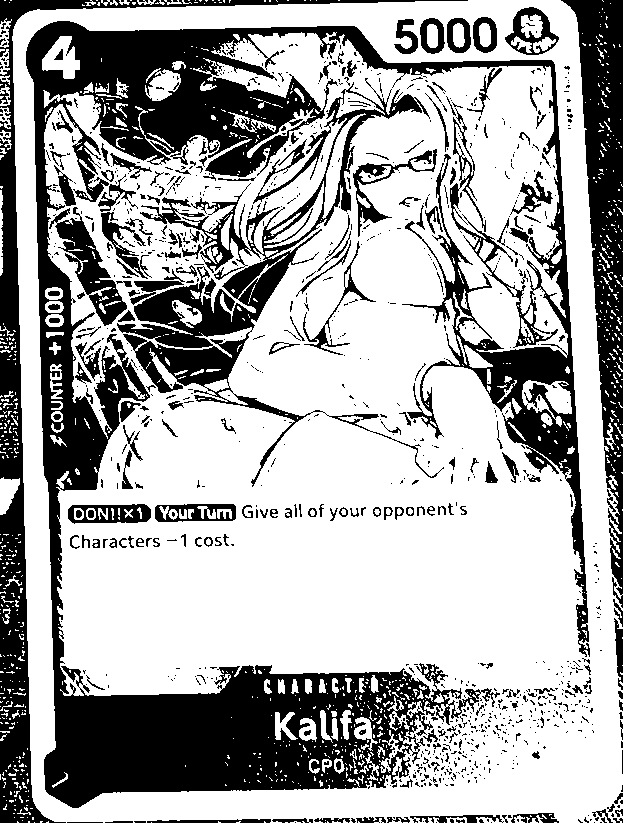 4
5000
特
SPECIAL
COUNTER +1000
DON!!×1 Your Turn Give all of your opponent's
Characters −1 cost.
CHARACTER
Kalifa
CP0